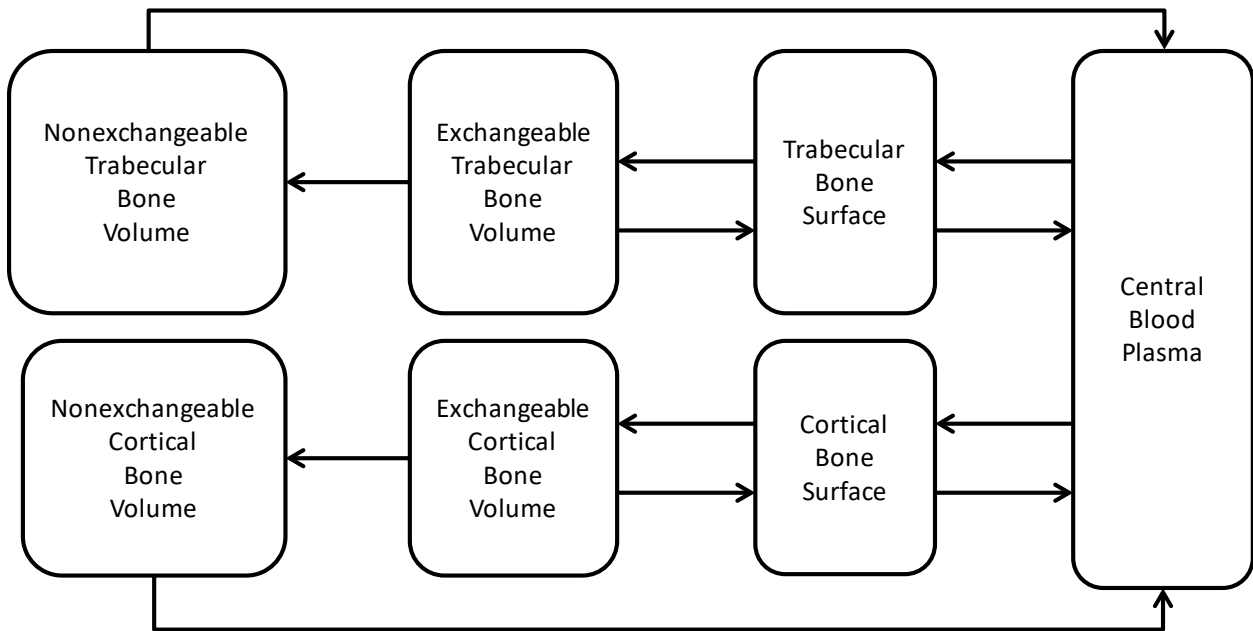 Nonexchangeable
Trabecular
Bone
Volume
Exchangeable
Trabecular
Bone
Volume
Trabecular
Bone
Surface
Central
Blood
Plasma
Nonexchangeable
Cortical
Bone
Volume
Exchangeable
Cortical
Bone
Volume
Cortical
Bone
Surface